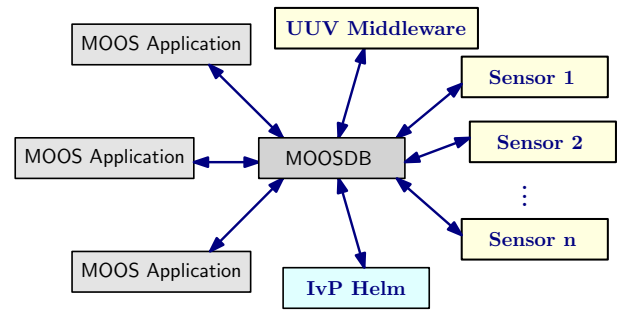 UUV Middleware
MOOS Application
Sensor 1
Sensor 2
MOOS Application
MOOSDB
⋮
Sensor n
MOOS Application
IvP Helm